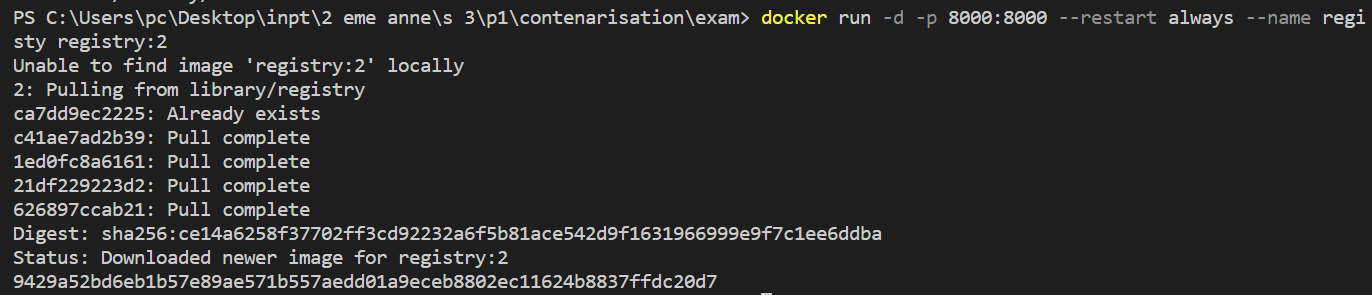 PS C:\Users\pc\Desktop\inpt\2 eme anne\s 3\p1\contenarisation\exam> docker run -d -p 8000:8000 --restart always --name regi
sty registry:2
Unable to find image 'registry:2' locally
2: Pulling from library/registry
ca7dd9ec2225: Already exists
c41ae7ad2b39: Pull complete
1ed0fc8a6161: Pull complete
21df229223d2: Pull complete
626897ccab21: Pull complete
Digest: sha256:ce14a6258f37702ff3cd92232a6f5b81ace542d9f1631966999e9f7c1ee6ddba
Status: Downloaded newer image for registry:2
9429a52bd6eb1b57e89ae571b557aedd01a9eceb8802ec11624b8837ffdc20d7